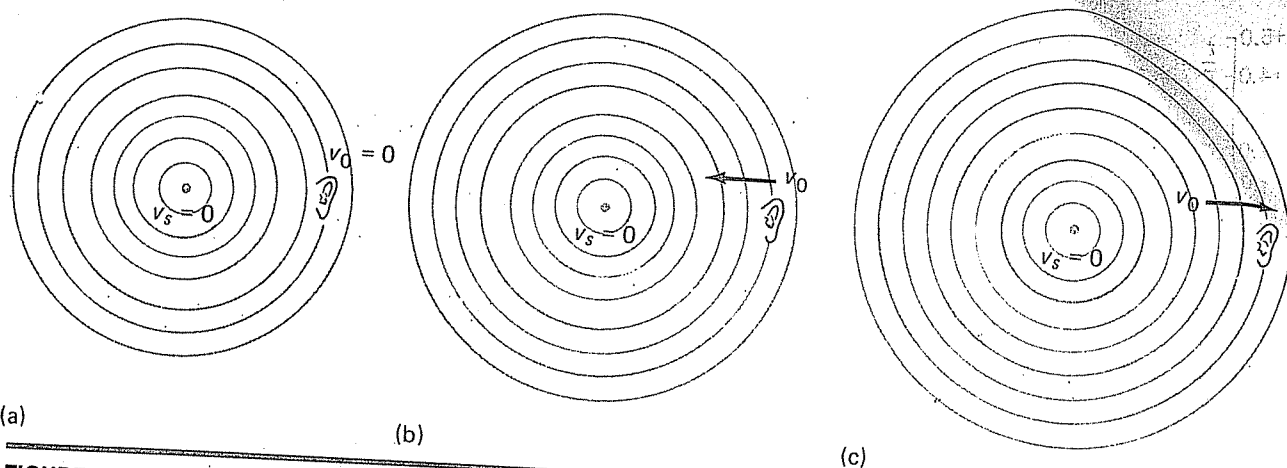 v₀ = 0
vₛ = 0
(a)
v₀
vₛ = 0
(b)
v₀
vₛ = 0
(c)